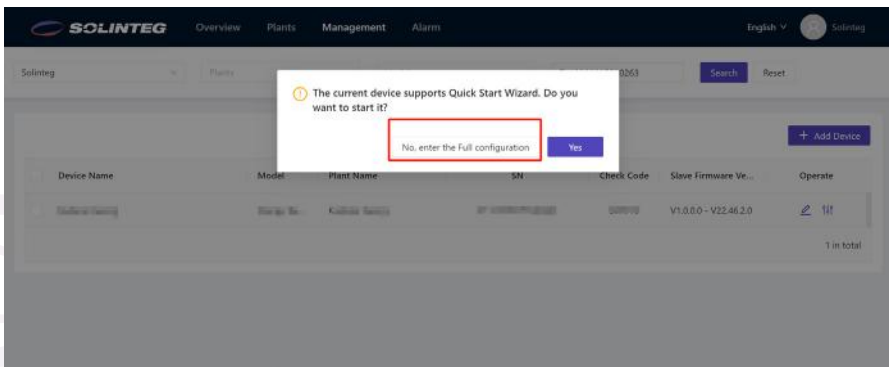 SOLINTEG Overview Plants Management Alarm English Solinteg
Solinteg Plants 0263 Search Reset
The current device supports Quick Start Wizard. Do you
want to start it?
No, enter the Full configuration Yes
+ Add Device
Device Name Model Plant Name SN Check Code Slave Firmware Ve... Operate
V1.0.0.0 - V22.46.2.0
1 in total